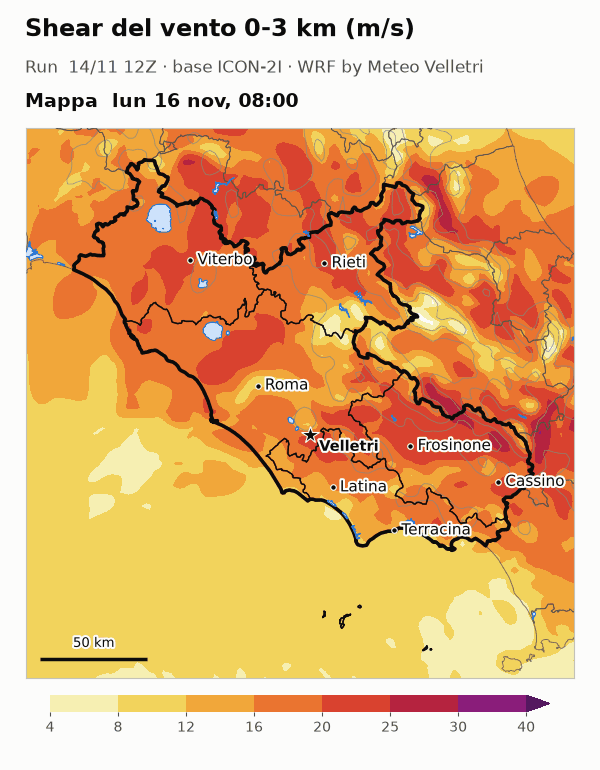 Shear del vento 0-3 km (m/s)
Run  14/11 12Z · base ICON-2I · WRF by Meteo Velletri
Mappa  lun 16 nov, 08:00
Viterbo
Rieti
Roma
Velletri
Frosinone
Cassino
Latina
Terracina
50 km
4 8 12 16 20 25 30 40